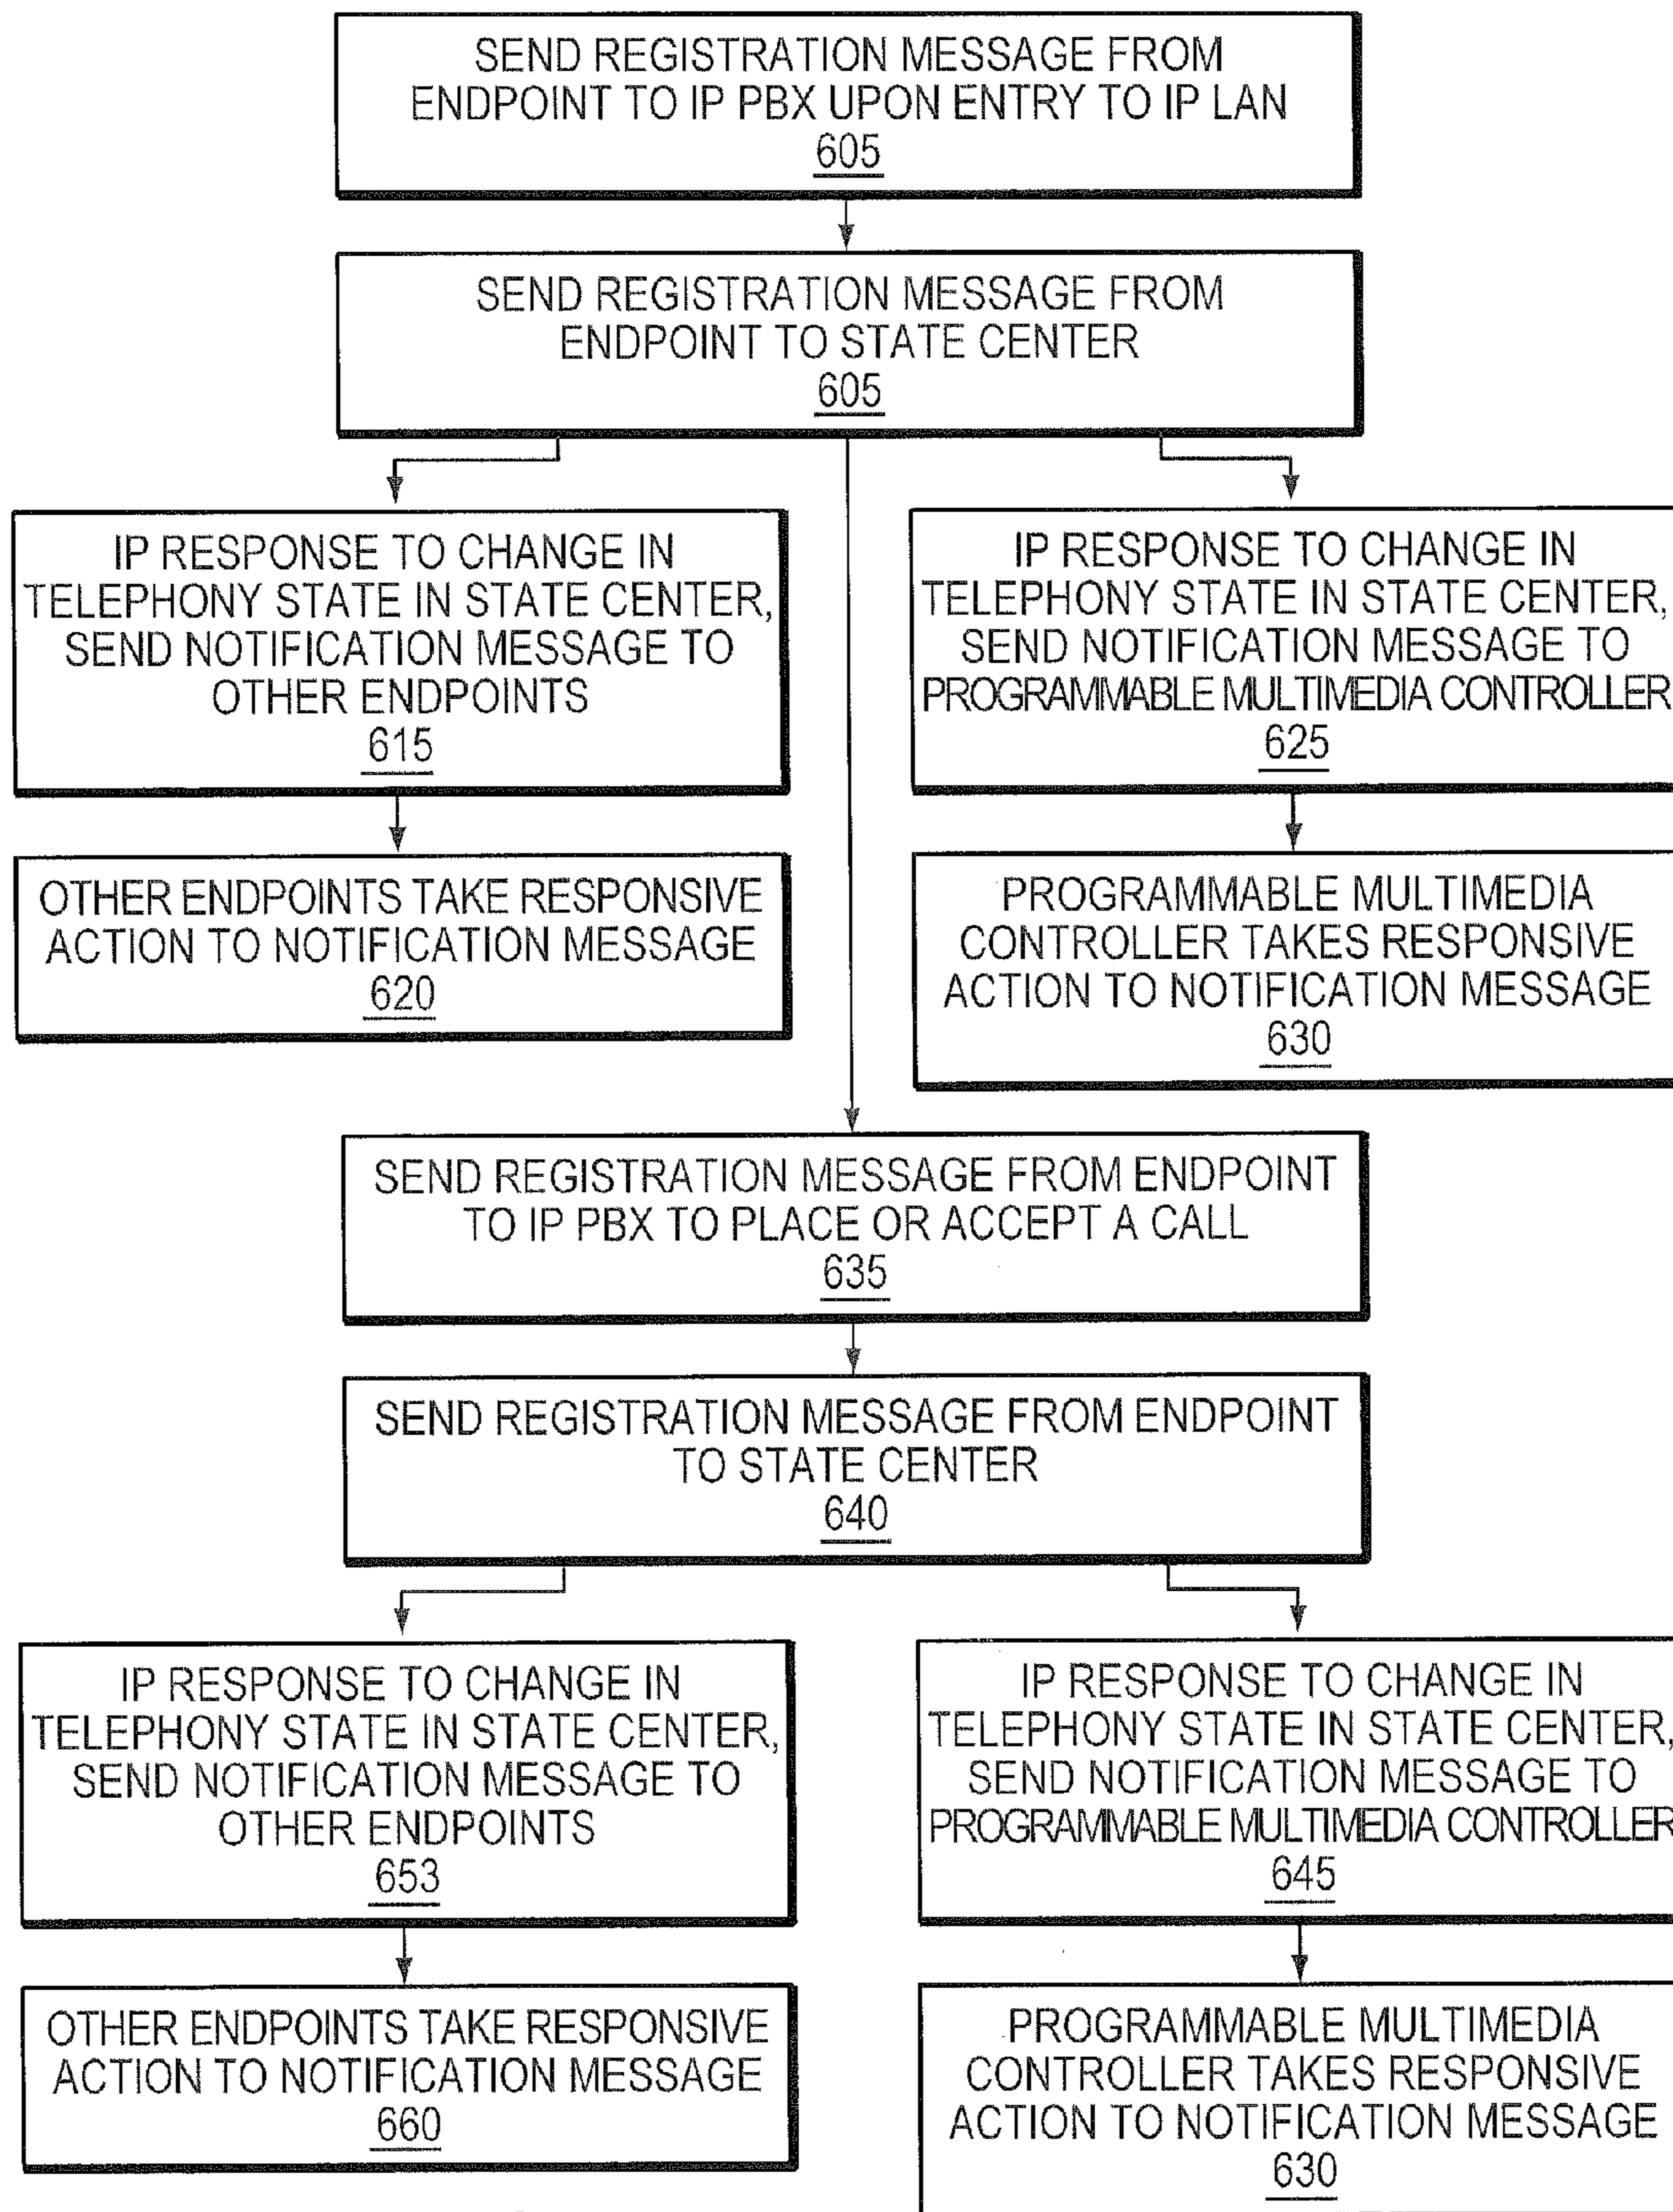 SEND REGISTRATION MESSAGE FROM
ENDPOINT TO IP PBX UPON ENTRY TO IP LAN
605
SEND REGISTRATION MESSAGE FROM
ENDPOINT TO STATE CENTER
605
IP RESPONSE TO CHANGE IN
TELEPHONY STATE IN STATE CENTER,
SEND NOTIFICATION MESSAGE TO
OTHER ENDPOINTS
615
IP RESPONSE TO CHANGE IN
TELEPHONY STATE IN STATE CENTER,
SEND NOTIFICATION MESSAGE TO
PROGRAMMABLE MULTIMEDIA CONTROLLER
625
OTHER ENDPOINTS TAKE RESPONSIVE
ACTION TO NOTIFICATION MESSAGE
620
PROGRAMMABLE MULTIMEDIA
CONTROLLER TAKES RESPONSIVE
ACTION TO NOTIFICATION MESSAGE
630
SEND REGISTRATION MESSAGE FROM ENDPOINT
TO IP PBX TO PLACE OR ACCEPT A CALL
635
SEND REGISTRATION MESSAGE FROM ENDPOINT
TO STATE CENTER
640
IP RESPONSE TO CHANGE IN
TELEPHONY STATE IN STATE CENTER,
SEND NOTIFICATION MESSAGE TO
OTHER ENDPOINTS
653
IP RESPONSE TO CHANGE IN
TELEPHONY STATE IN STATE CENTER,
SEND NOTIFICATION MESSAGE TO
PROGRAMMABLE MULTIMEDIA CONTROLLER
645
OTHER ENDPOINTS TAKE RESPONSIVE
ACTION TO NOTIFICATION MESSAGE
660
PROGRAMMABLE MULTIMEDIA
CONTROLLER TAKES RESPONSIVE
ACTION TO NOTIFICATION MESSAGE
630